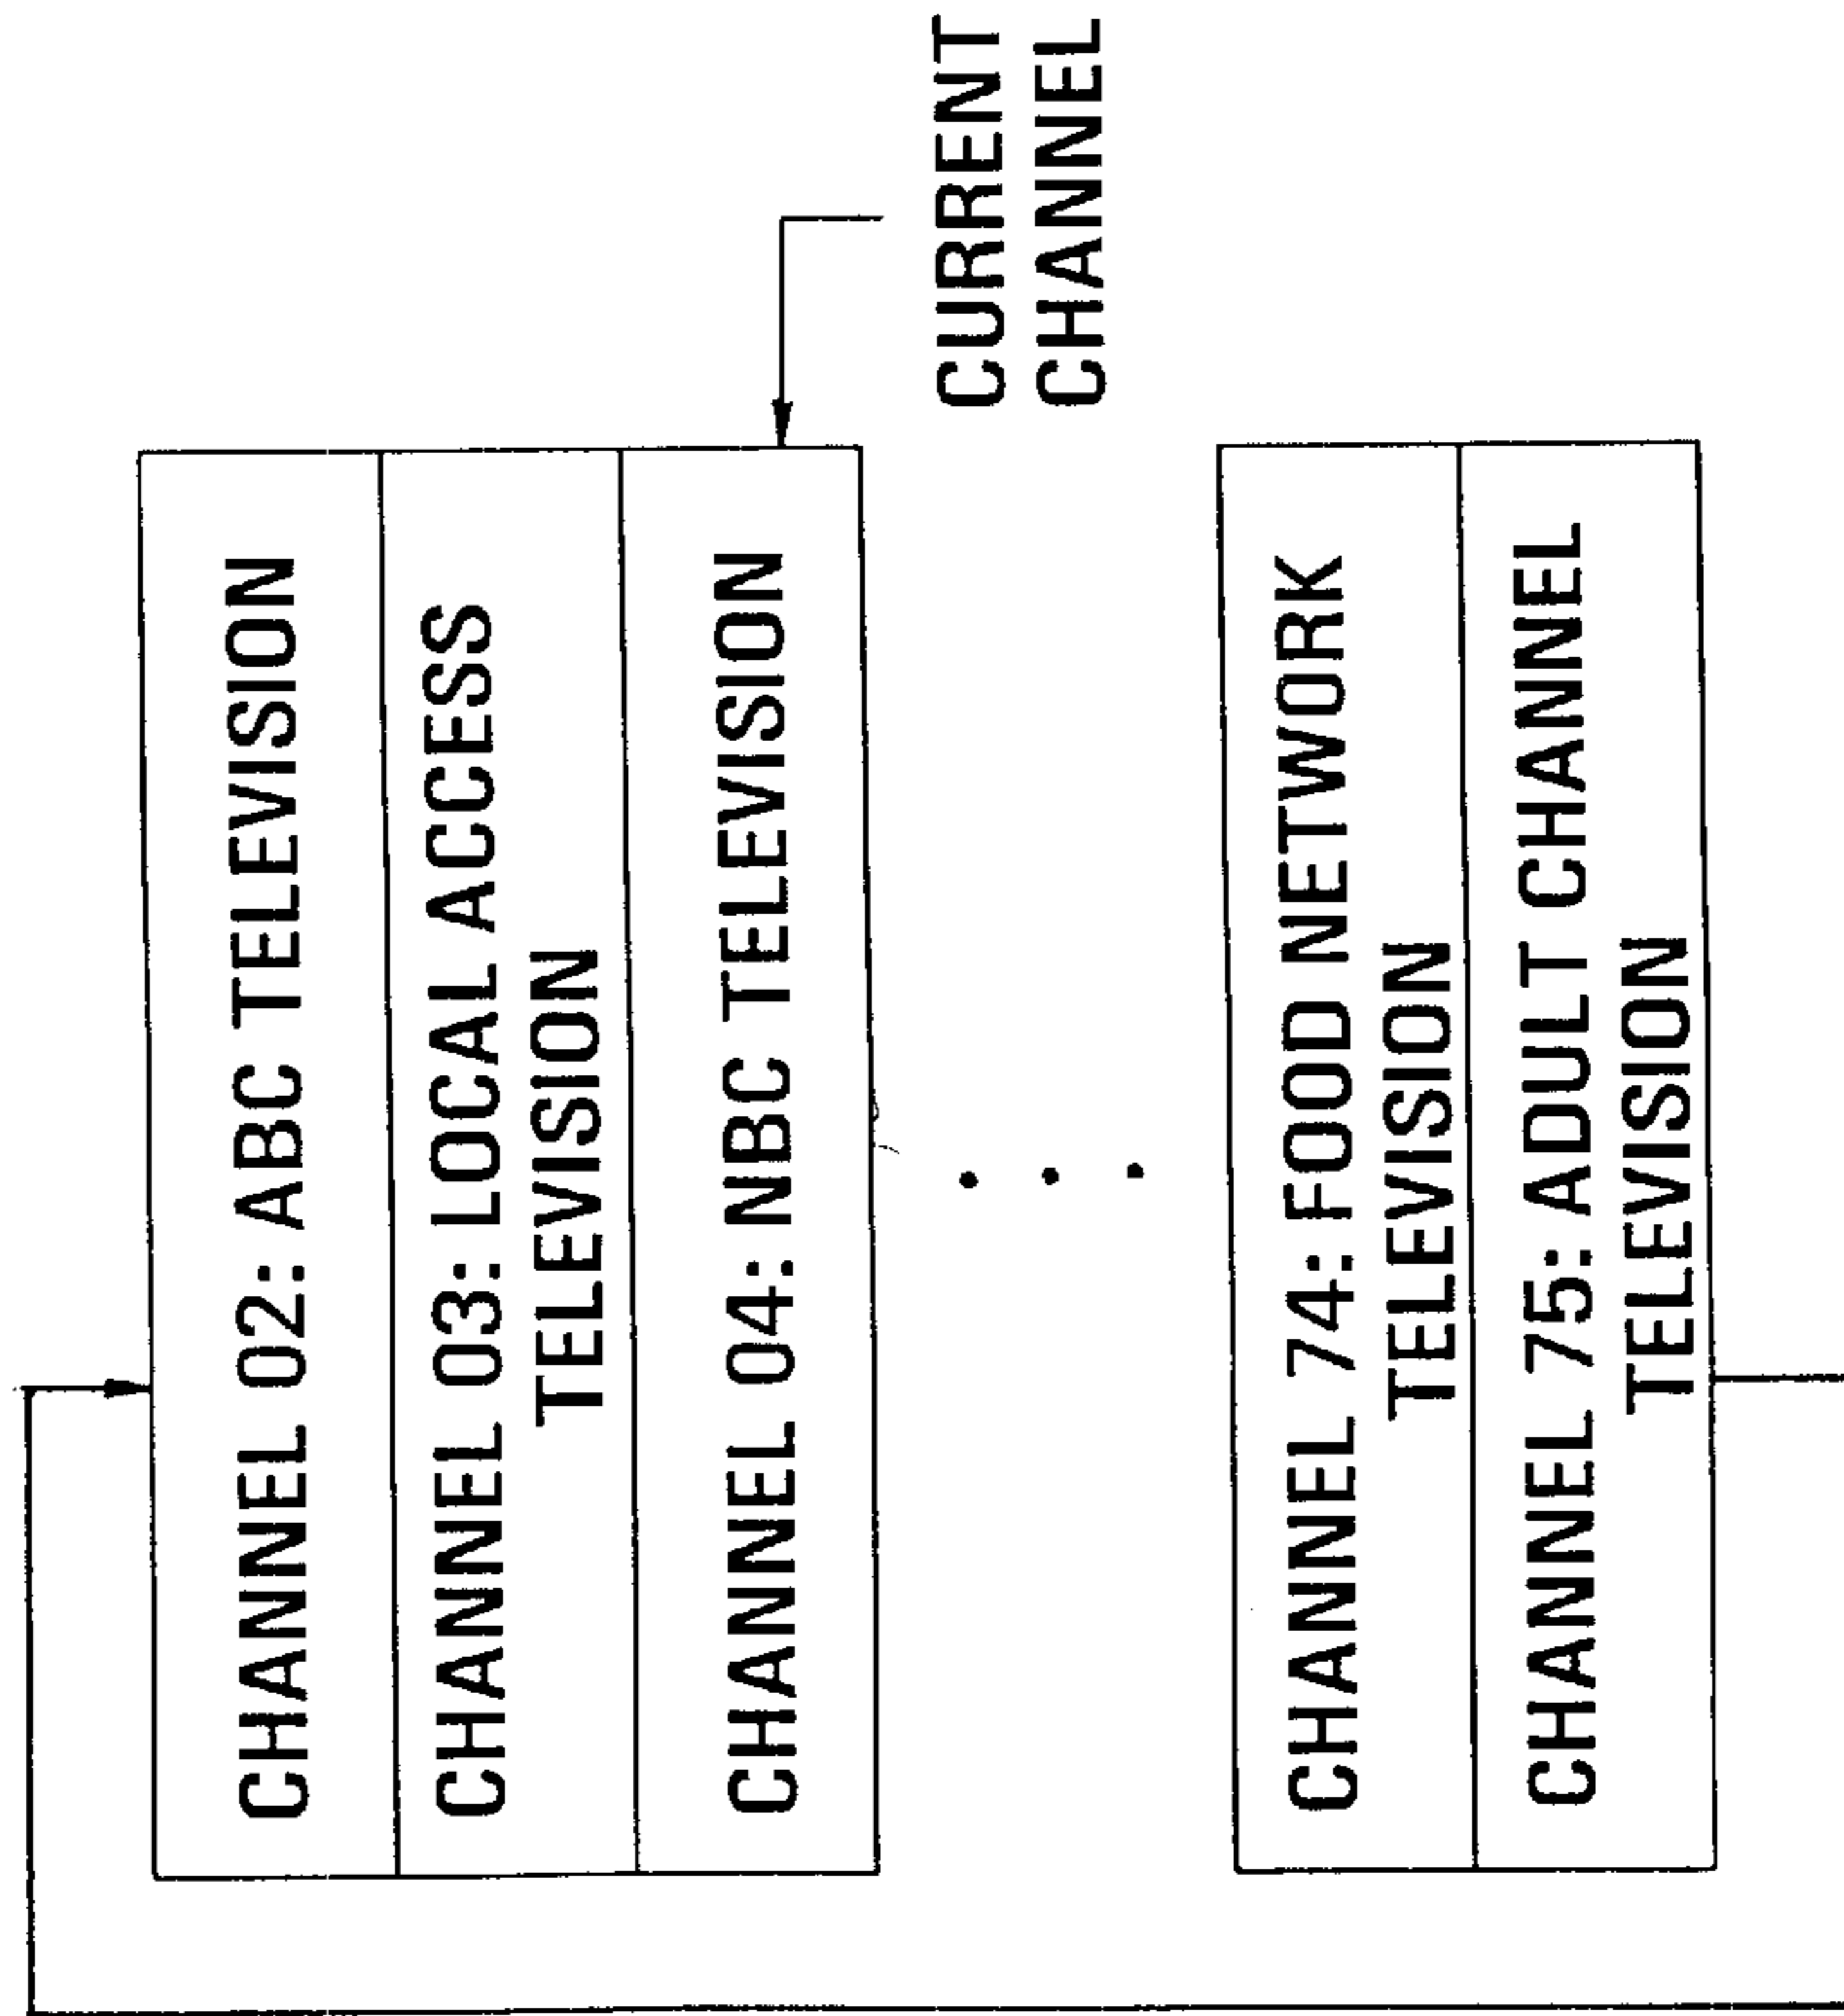 CHANNEL 02: ABC TELEVISION
CHANNEL 03: LOCAL ACCESS
TELEVISION
CHANNEL 04: NBC TELEVISION
CURRENT
CHANNEL
CHANNEL 74: FOOD NETWORK
TELEVISION
CHANNEL 75: ADULT CHANNEL
TELEVISION